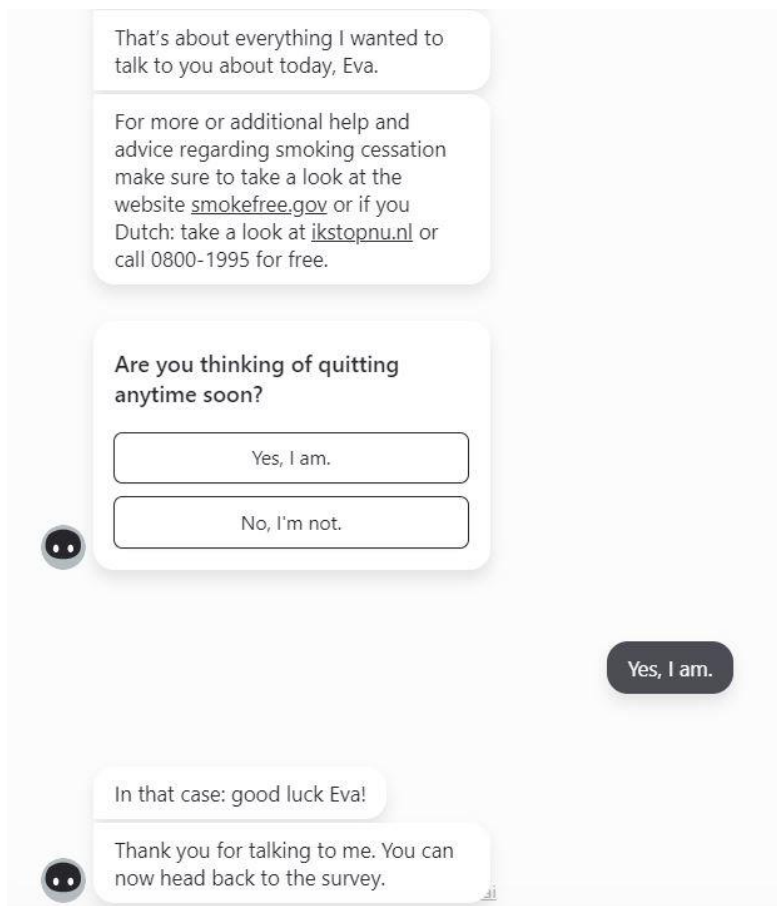 That's about everything I wanted to
talk to you about today, Eva.
For more or additional help and
advice regarding smoking cessation
make sure to take a look at the
website smokefree.gov or if you
Dutch: take a look at ikstopnu.nl or
call 0800-1995 for free.
Are you thinking of quitting
anytime soon?
Yes, I am.
No, I'm not.
Yes, I am.
In that case: good luck Eva!
Thank you for talking to me. You can
now head back to the survey.
ai